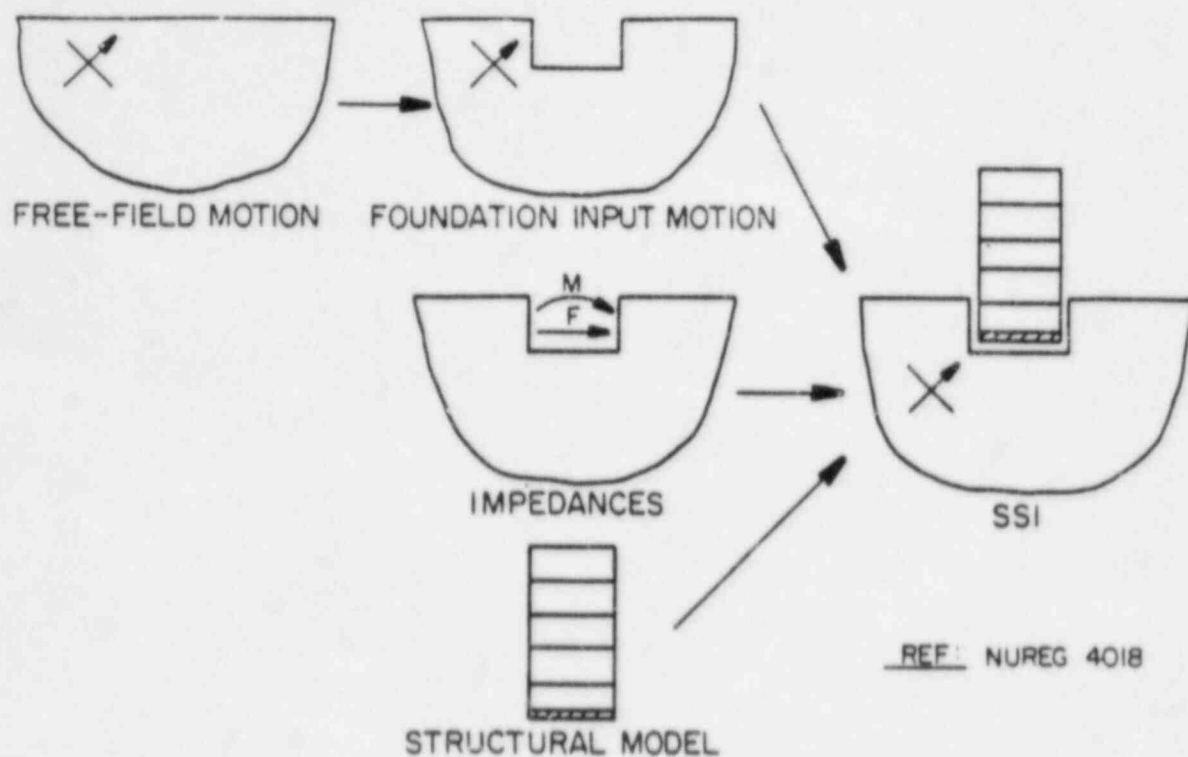 FREE-FIELD MOTION
FOUNDATION INPUT MOTION
M
F
IMPEDANCES
SSI
STRUCTURAL MODEL
REF: NUREG 4018